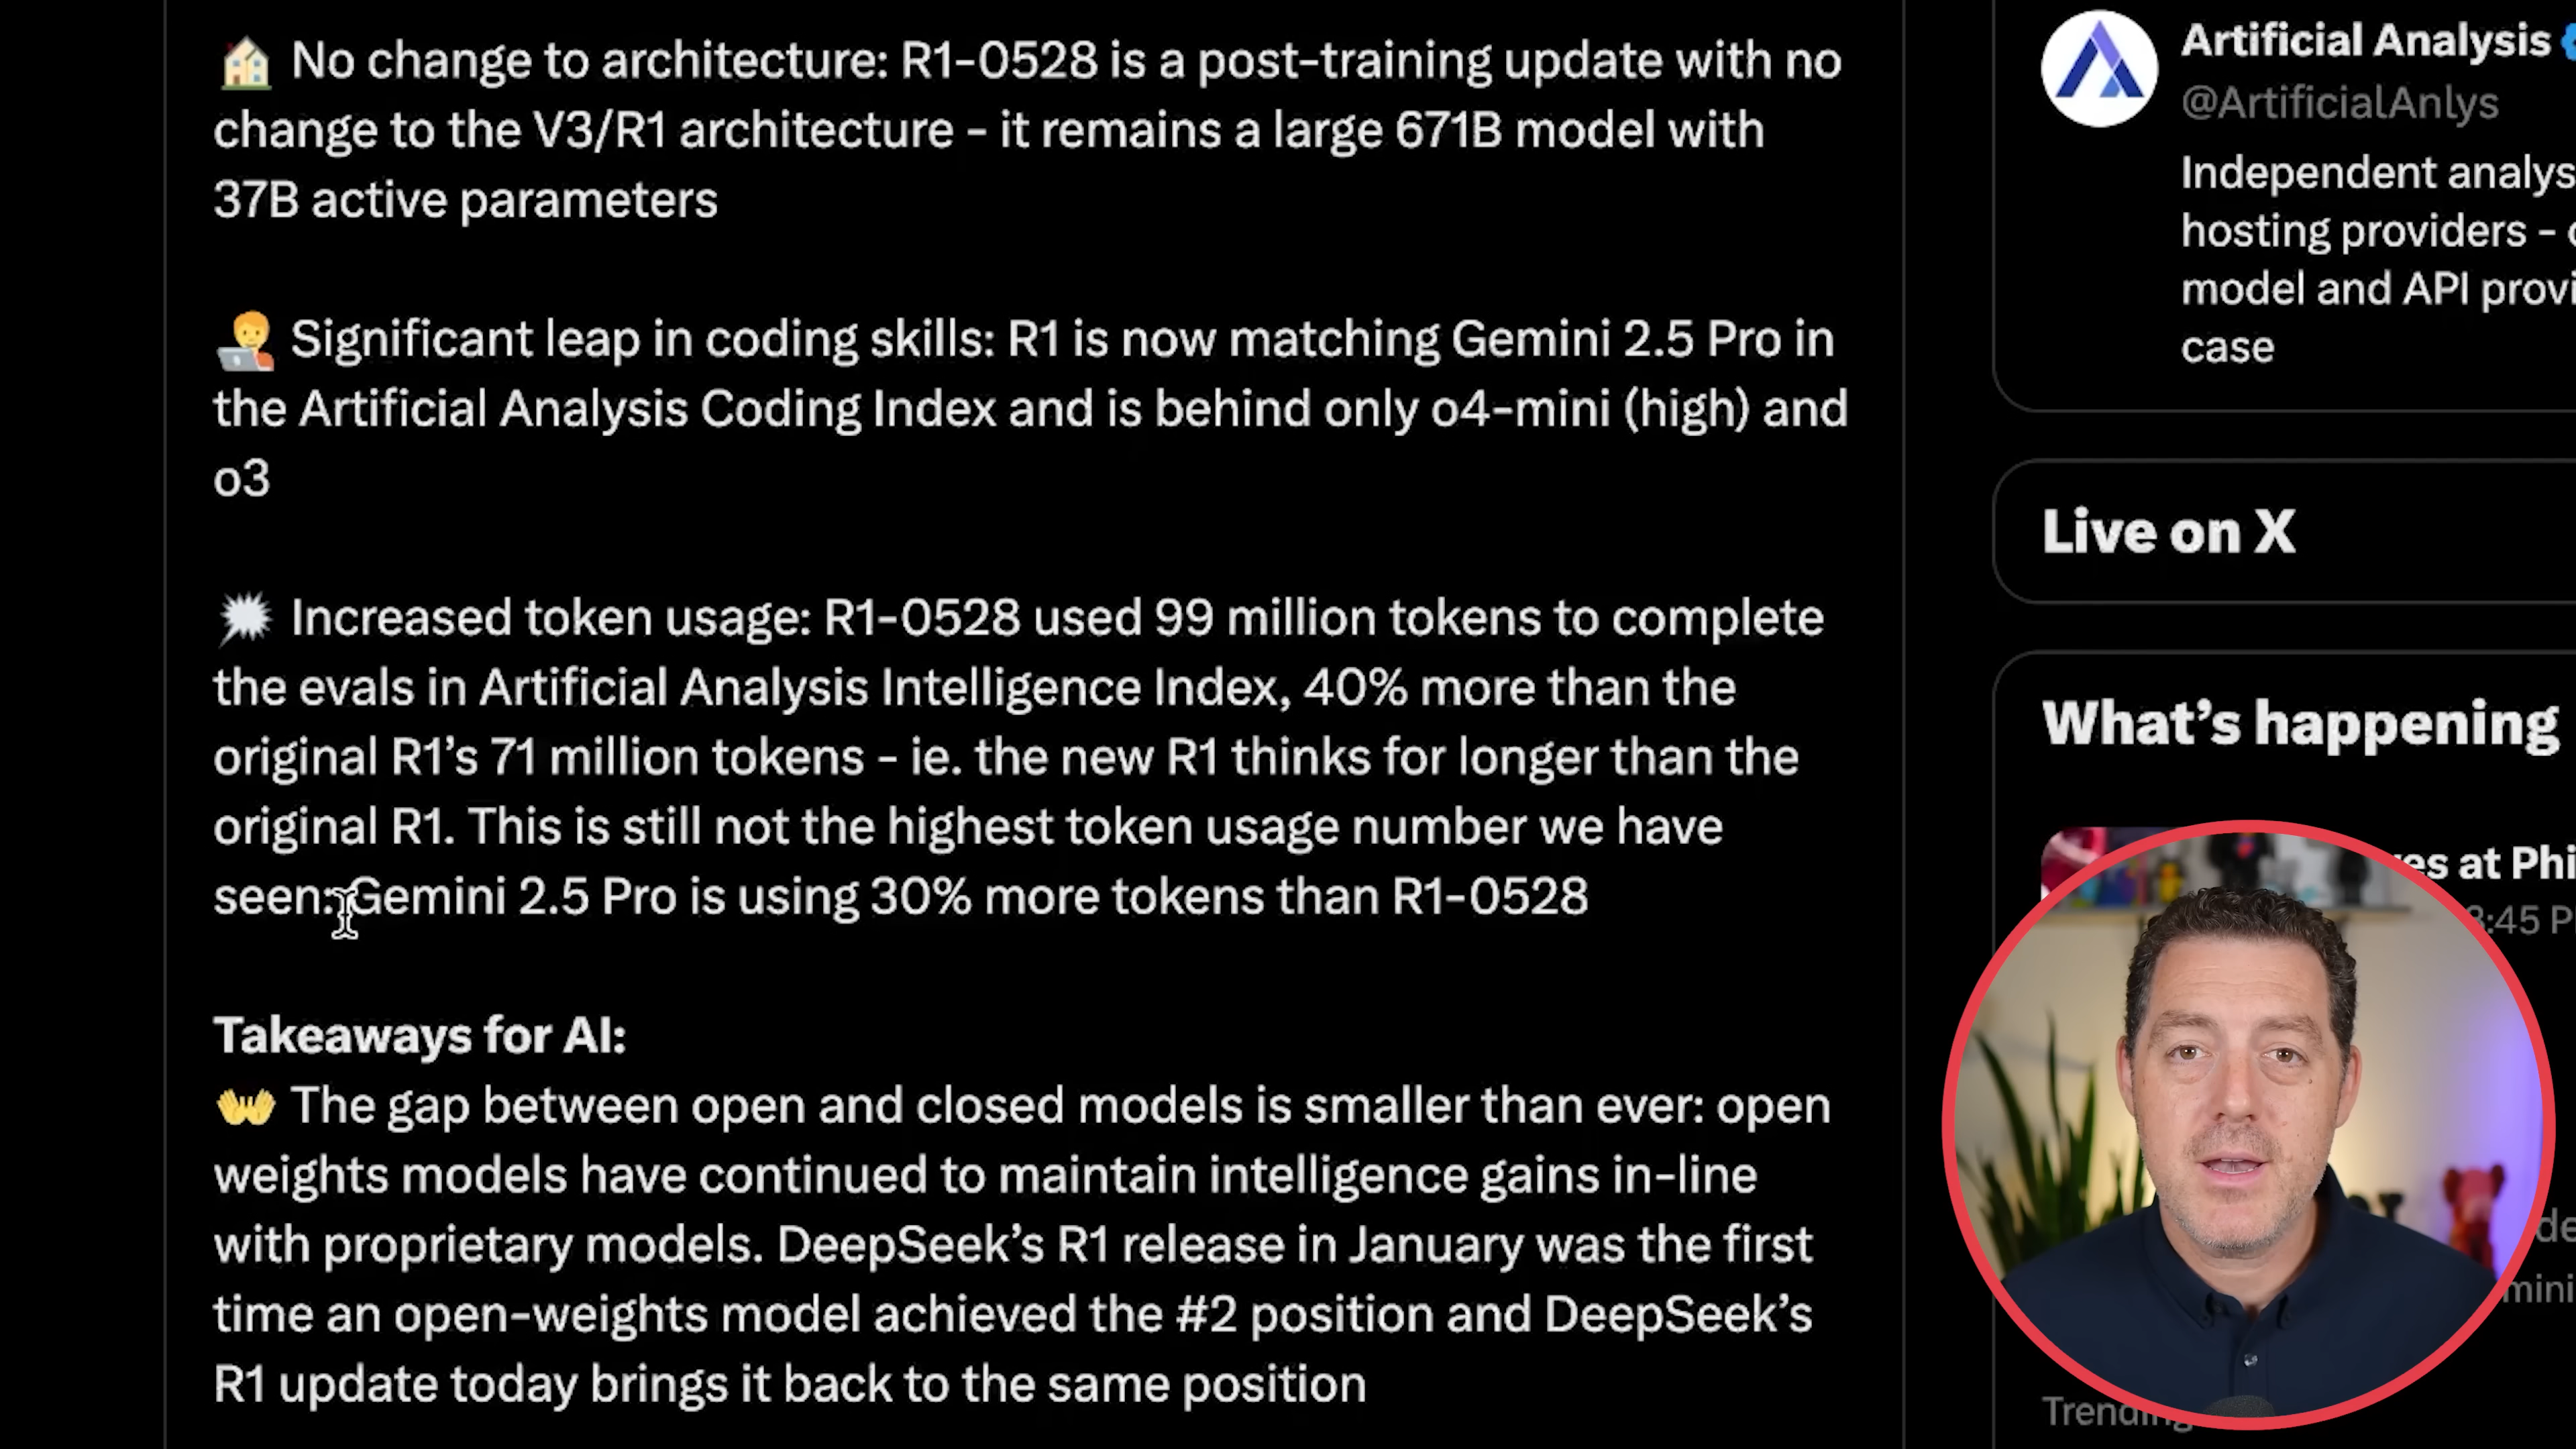 No change to architecture: R1-0528 is a post-training update with no
change to the V3/R1 architecture - it remains a large 671B model with
37B active parameters
Significant leap in coding skills: R1 is now matching Gemini 2.5 Pro in
the Artificial Analysis Coding Index and is behind only o4-mini (high) and
o3
Increased token usage: R1-0528 used 99 million tokens to complete
the evals in Artificial Analysis Intelligence Index, 40% more than the
original R1's 71 million tokens - ie. the new R1 thinks for longer than the
original R1. This is still not the highest token usage number we have
seen: Gemini 2.5 Pro is using 30% more tokens than R1-0528
Takeaways for AI:
The gap between open and closed models is smaller than ever: open
weights models have continued to maintain intelligence gains in-line
with proprietary models. DeepSeek's R1 release in January was the first
time an open-weights model achieved the #2 position and DeepSeek's
R1 update today brings it back to the same position
Artificial Analysis
@ArtificialAnlys
Independent analys
hosting providers -
model and API provi
case
Live on X
What's happening
es at Phi
:45 P
de
mini
Trending